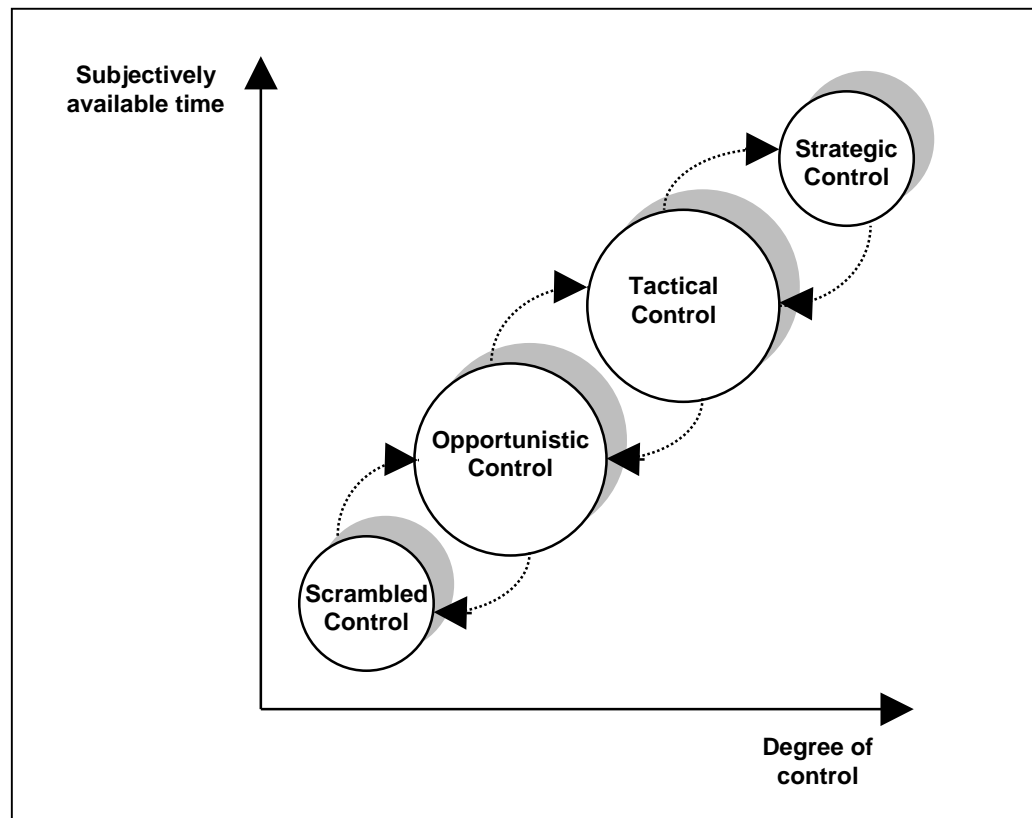 Subjectively
available time
Strategic
Control
Tactical
Control
Opportunistic
Control
Scrambled
Control
Degree of
control